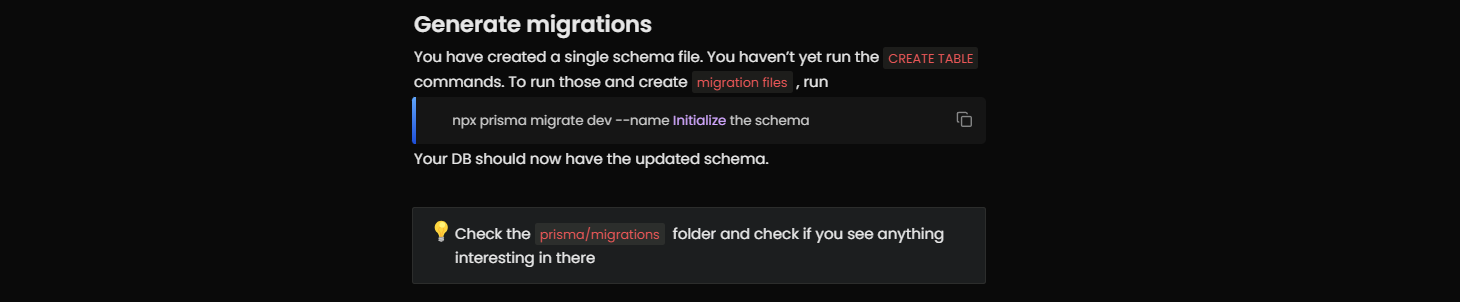 Generate migrations
You have created a single schema file. You haven’t yet run the CREATE TABLE
commands. To run those and create migration files , run
npx prisma migrate dev --name Initialize the schema
Your DB should now have the updated schema.
💡 Check the prisma/migrations folder and check if you see anything
interesting in there